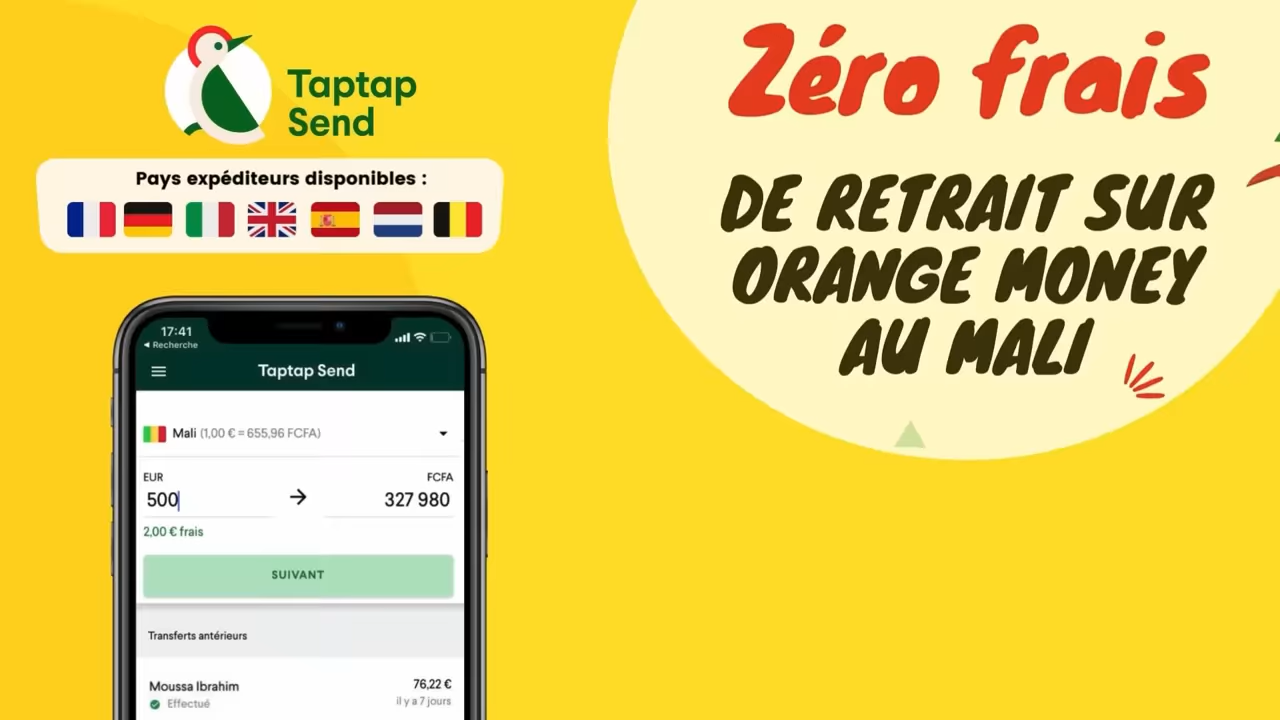 Taptap
Send
Pays expéditeurs disponibles :
Zéro frais
DE RETRAIT SUR
ORANGE MONEY
AU MALI
17:41
◀ Recherche
Taptap Send
Mali (1,00 € = 655,96 FCFA)
EUR FCFA
500 → 327 980
2,00 € frais
SUIVANT
Transferts antérieurs
Moussa Ibrahim 76,22 €
Effectué il y a 7 jours